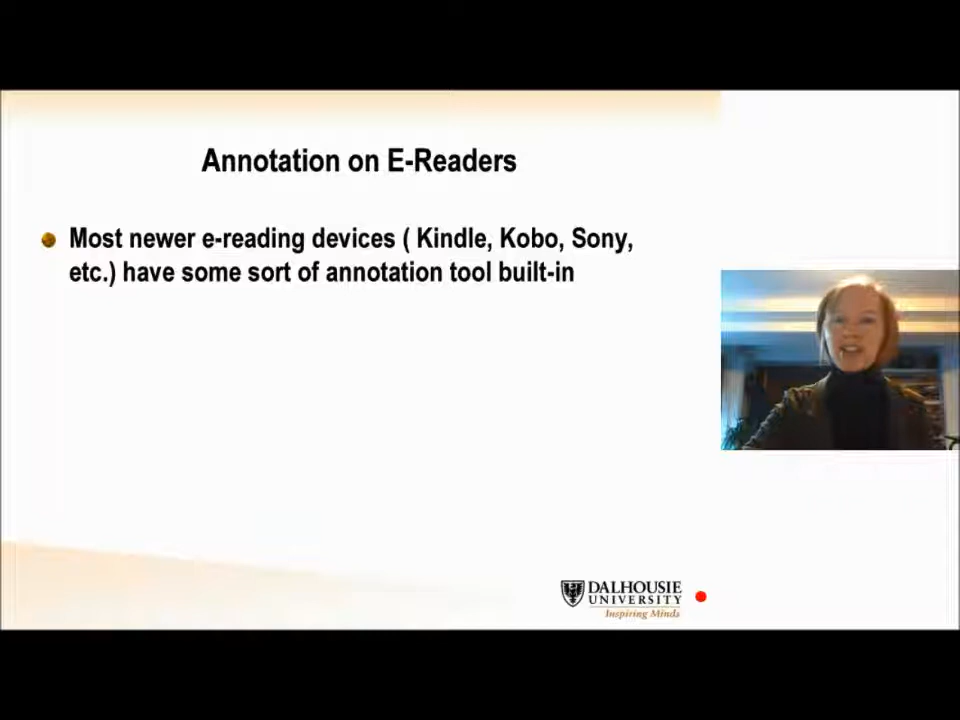 Annotation on E-Readers
Most newer e-reading devices ( Kindle, Kobo, Sony,
etc.) have some sort of annotation tool built-in
DALHOUSIE
UNIVERSITY
Inspiring Minds